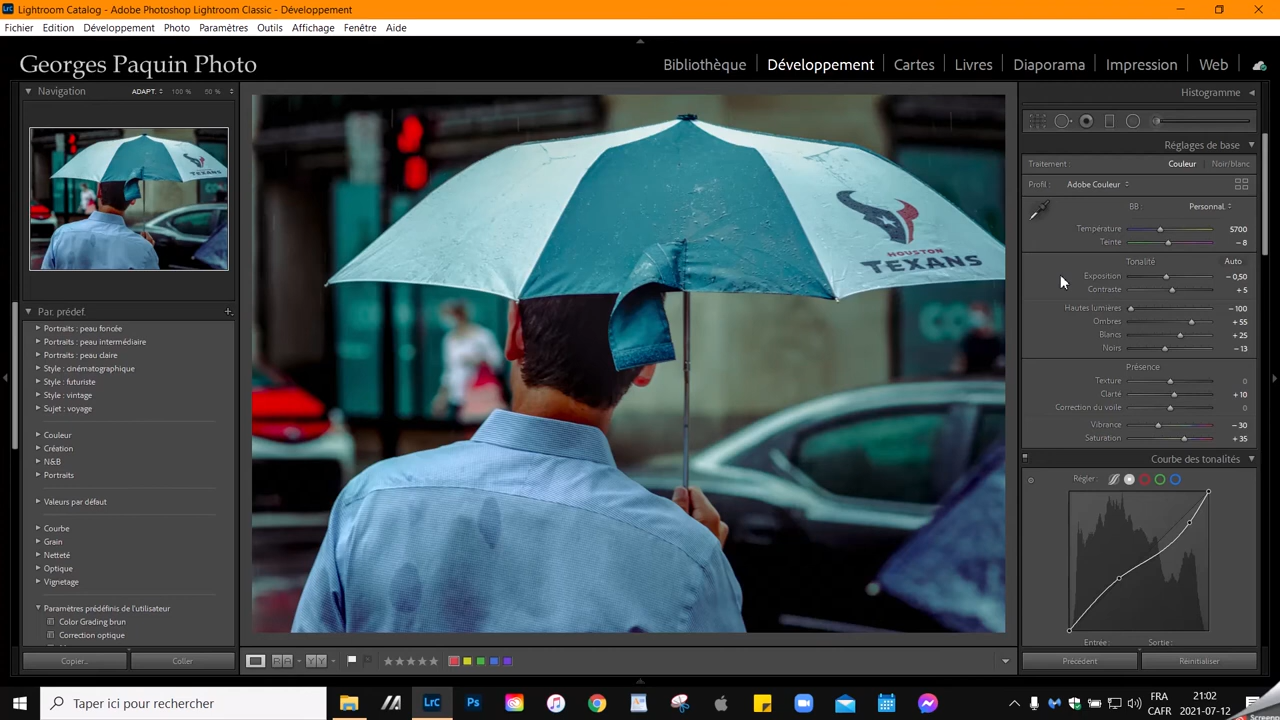 Lightroom Catalog - Adobe Photoshop Lightroom Classic - Développement
Fichier Edition Développement Photo Paramètres Outils Affichage Fenêtre Aide
Georges Paquin Photo
Bibliothèque Développement Cartes Livres Diaporama Impression Web
Navigation ADAPT. 100 % 50 %
Par. prédéf.
Portraits : peau foncée
Portraits : peau intermédiaire
Portraits : peau claire
Style : cinématographique
Style : futuriste
Style : vintage
Sujet : voyage
Couleur
Création
N&B
Portraits
Valeurs par défaut
Courbe
Grain
Netteté
Optique
Vignetage
Paramètres prédéfinis de l'utilisateur
Color Grading brun
Correction optique
Copier...
Coller
HOUSTON
TEXANS
Histogramme
Réglages de base
Traitement : Couleur Noir/blanc
Profil : Adobe Couleur
BB : Personnal.
Température 5700
Teinte - 8
Tonalité Auto
Exposition - 0,50
Contraste + 5
Hautes lumières - 100
Ombres + 55
Blancs + 25
Noirs - 13
Présence
Texture 0
Clarté + 10
Correction du voile 0
Vibrance - 30
Saturation + 35
Courbe des tonalités
Régler :
Entrée : Sortie :
Précédent
Réinitialiser
Taper ici pour rechercher
LrC
Ps
FRA
CAFR
21:02
2021-07-12